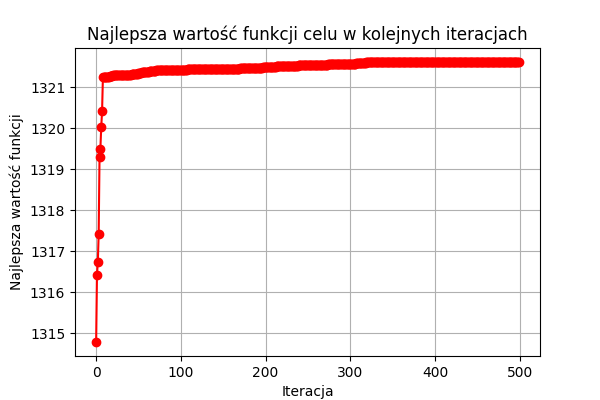 Najlepsza wartość funkcji celu w kolejnych iteracjach
Najlepsza wartość funkcji
1321
1320
1319
1318
1317
1316
1315
0 100 200 300 400 500
Iteracja